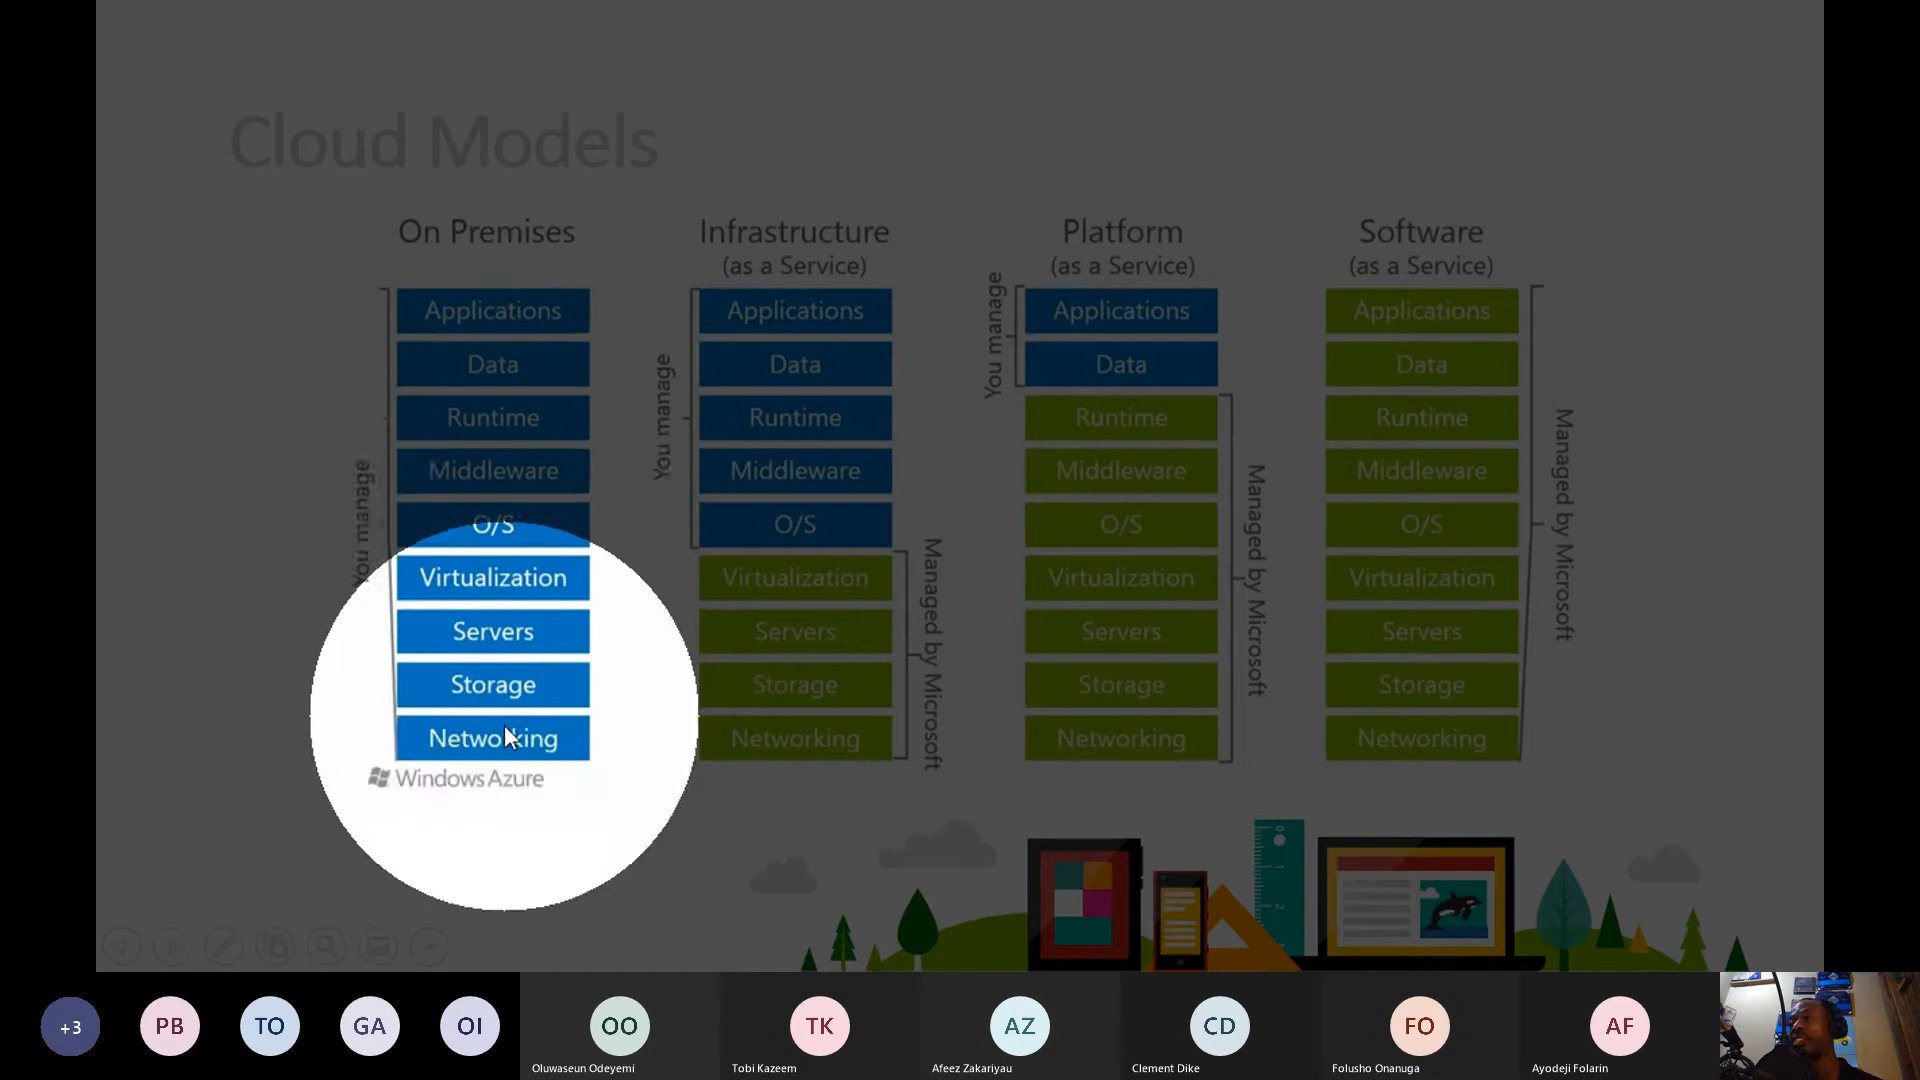 Cloud Models
On Premises
Infrastructure
(as a Service)
Platform
(as a Service)
Software
(as a Service)
You manage
Applications
Data
Runtime
Middleware
O/S
Virtualization
Servers
Storage
Networking
You manage
Applications
Data
Runtime
Middleware
O/S
Virtualization
Servers
Storage
Networking
Managed by Microsoft
You manage
Applications
Data
Runtime
Middleware
O/S
Virtualization
Servers
Storage
Networking
Managed by Microsoft
Applications
Data
Runtime
Middleware
O/S
Virtualization
Servers
Storage
Networking
Managed by Microsoft
Windows Azure
0
1
2
+3
PB
TO
GA
OI
OO
Oluwaseun Odeyemi
TK
Tobi Kazeem
AZ
Afeez Zakariyau
CD
Clement Dike
FO
Folusho Onanuga
AF
Ayodeji Folarin